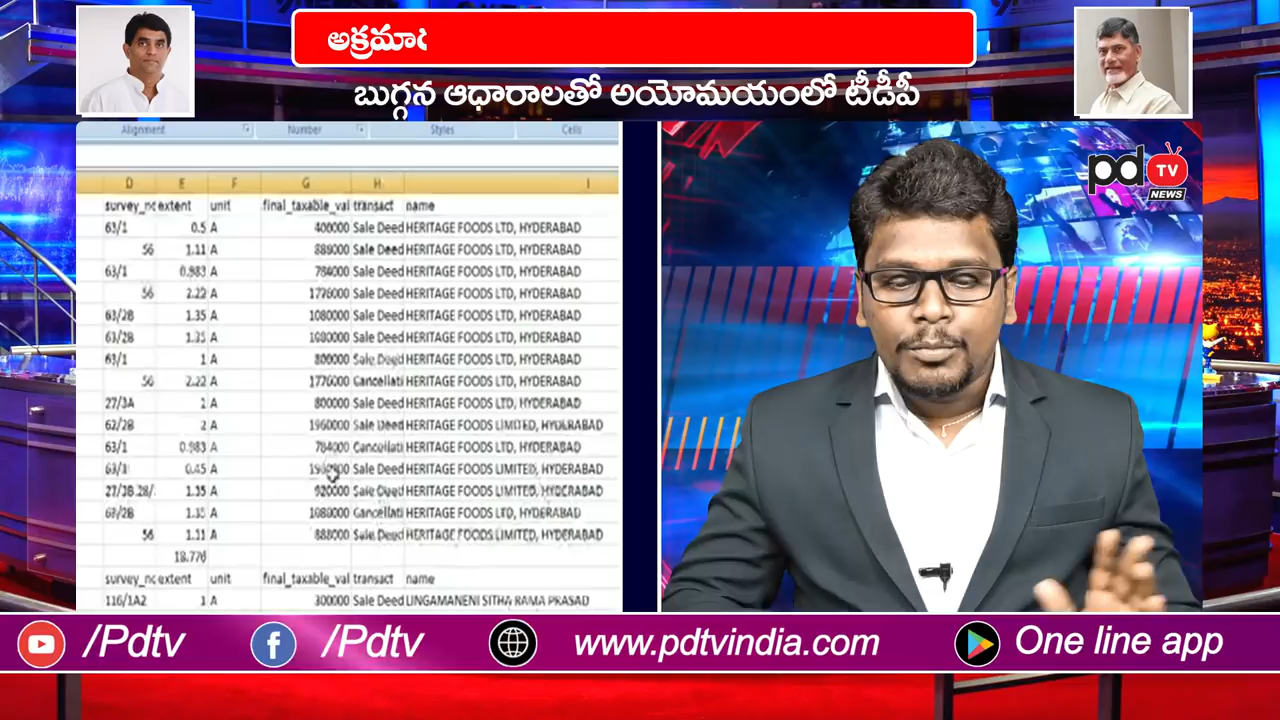 అక్రమా
బుగ్గన ఆధారాలతో అయోమయంలో టీడీపీ
Alignment Number Styles Cells
D E F G H I
survey_nc extent unit final_taxable_val transact name
63/1 0.5 A 400000 Sale Deed HERITAGE FOODS LTD, HYDERABAD
56 1.11 A 888000 Sale Deed HERITAGE FOODS LTD, HYDERABAD
63/1 0.983 A 784000 Sale Deed HERITAGE FOODS LTD, HYDERABAD
56 2.22 A 1776000 Sale Deed HERITAGE FOODS LTD, HYDERABAD
63/2B 1.35 A 1080000 Sale Deed HERITAGE FOODS LTD, HYDERABAD
63/2B 1.35 A 1080000 Sale Deed HERITAGE FOODS LTD, HYDERABAD
63/1 1 A 800000 Sale Deed HERITAGE FOODS LTD, HYDERABAD
56 2.22 A 1776000 Cancellati HERITAGE FOODS LTD, HYDERABAD
27/3A 2 A 800000 Sale Deed HERITAGE FOODS LTD, HYDERABAD
62/2B 2 A 1960000 Sale Deed HERITAGE FOODS LIMITED, HYDERABAD
63/1 0.983 A 784000 Cancellati HERITAGE FOODS LTD, HYDERABAD
63/1 0.45 A Sale Deed HERITAGE FOODS LIMITED, HYDERABAD
27/3B.28/ 1.35 A 920000 Sale Deed HERITAGE FOODS LIMITED, HYDERABAD
63/2B 1.35 A 1080000 Cancellati HERITAGE FOODS LTD, HYDERABAD
56 1.11 A 888000 Sale Deed HERITAGE FOODS LIMITED, HYDERABAD
18.776
survey_nc extent unit final_taxable_val transact name
116/1A2 1 A 300000 Sale Deed LINGAMANENI SITHA RAMA PRASAD
pd TV NEWS
/Pdtv /Pdtv www.pdtvindia.com One line app